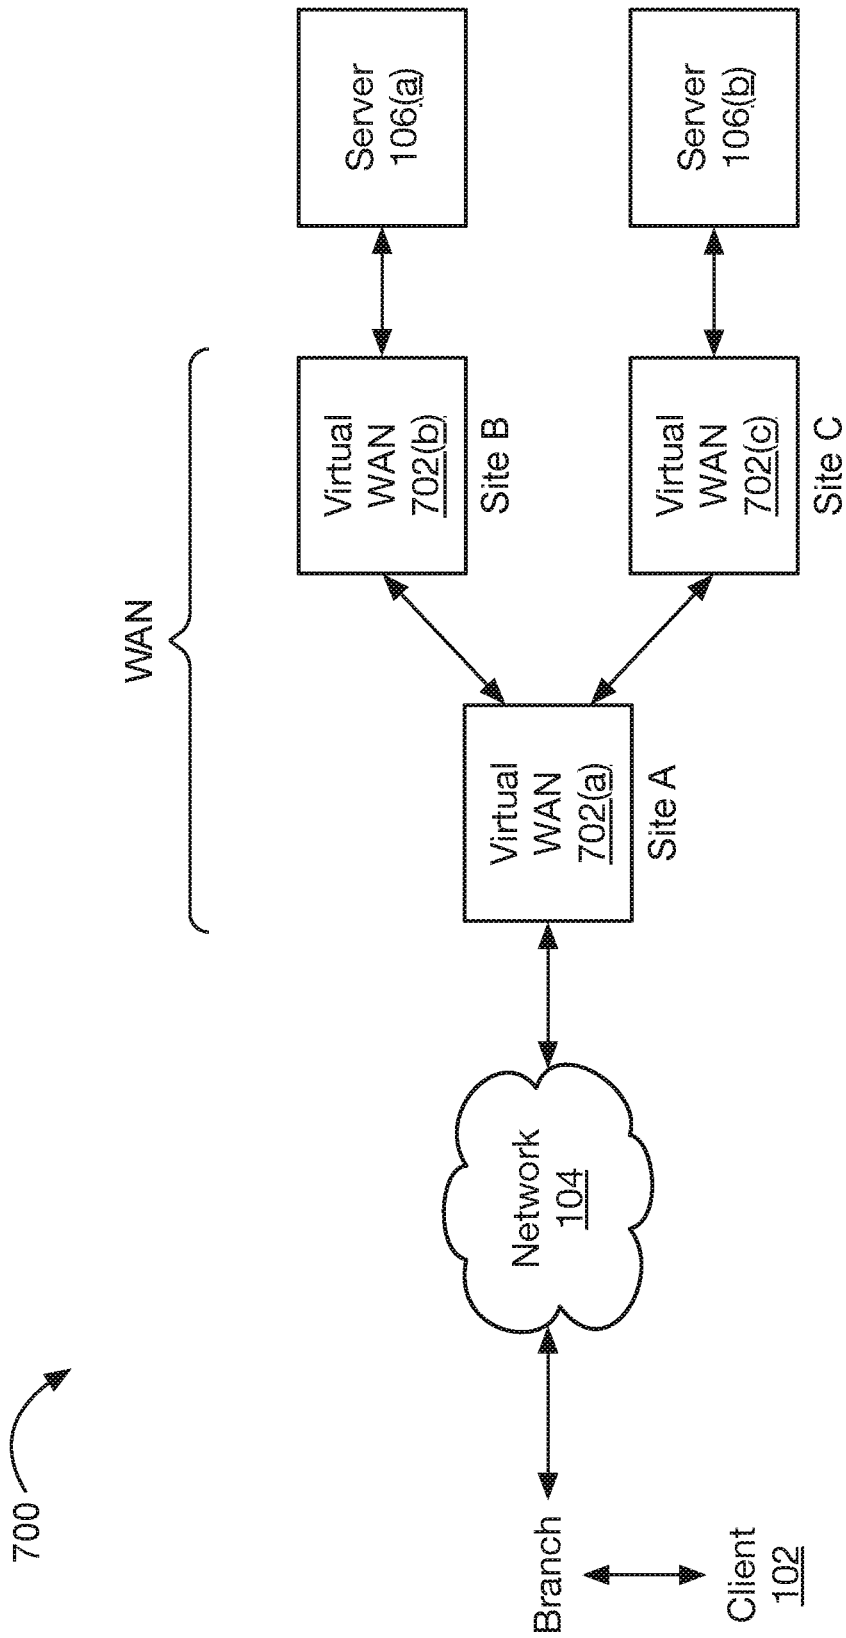 700
WAN
Branch
Client
102
Network
104
Virtual
WAN
702(a)
Site A
Virtual
WAN
702(b)
Site B
Server
106(a)
Virtual
WAN
702(c)
Site C
Server
106(b)